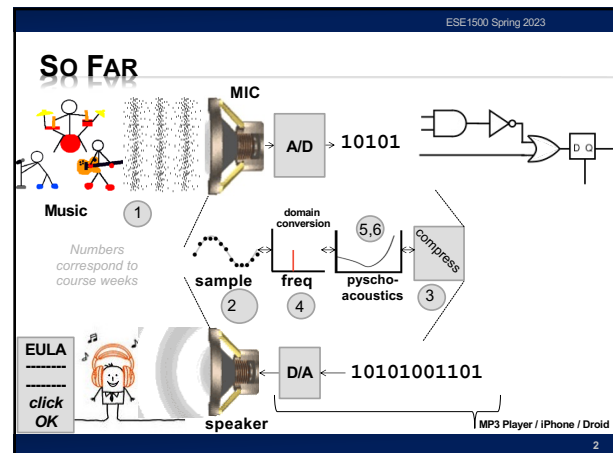 ESE1500 Spring 2023
SO FAR
MIC
A/D
10101
D Q
Music
1
domain
conversion
5,6
compress
Numbers
correspond to
course weeks
sample
freq
pyscho-
acoustics
2
4
3
EULA
--------
--------
click
OK
D/A
10101001101
speaker
MP3 Player / iPhone / Droid
2